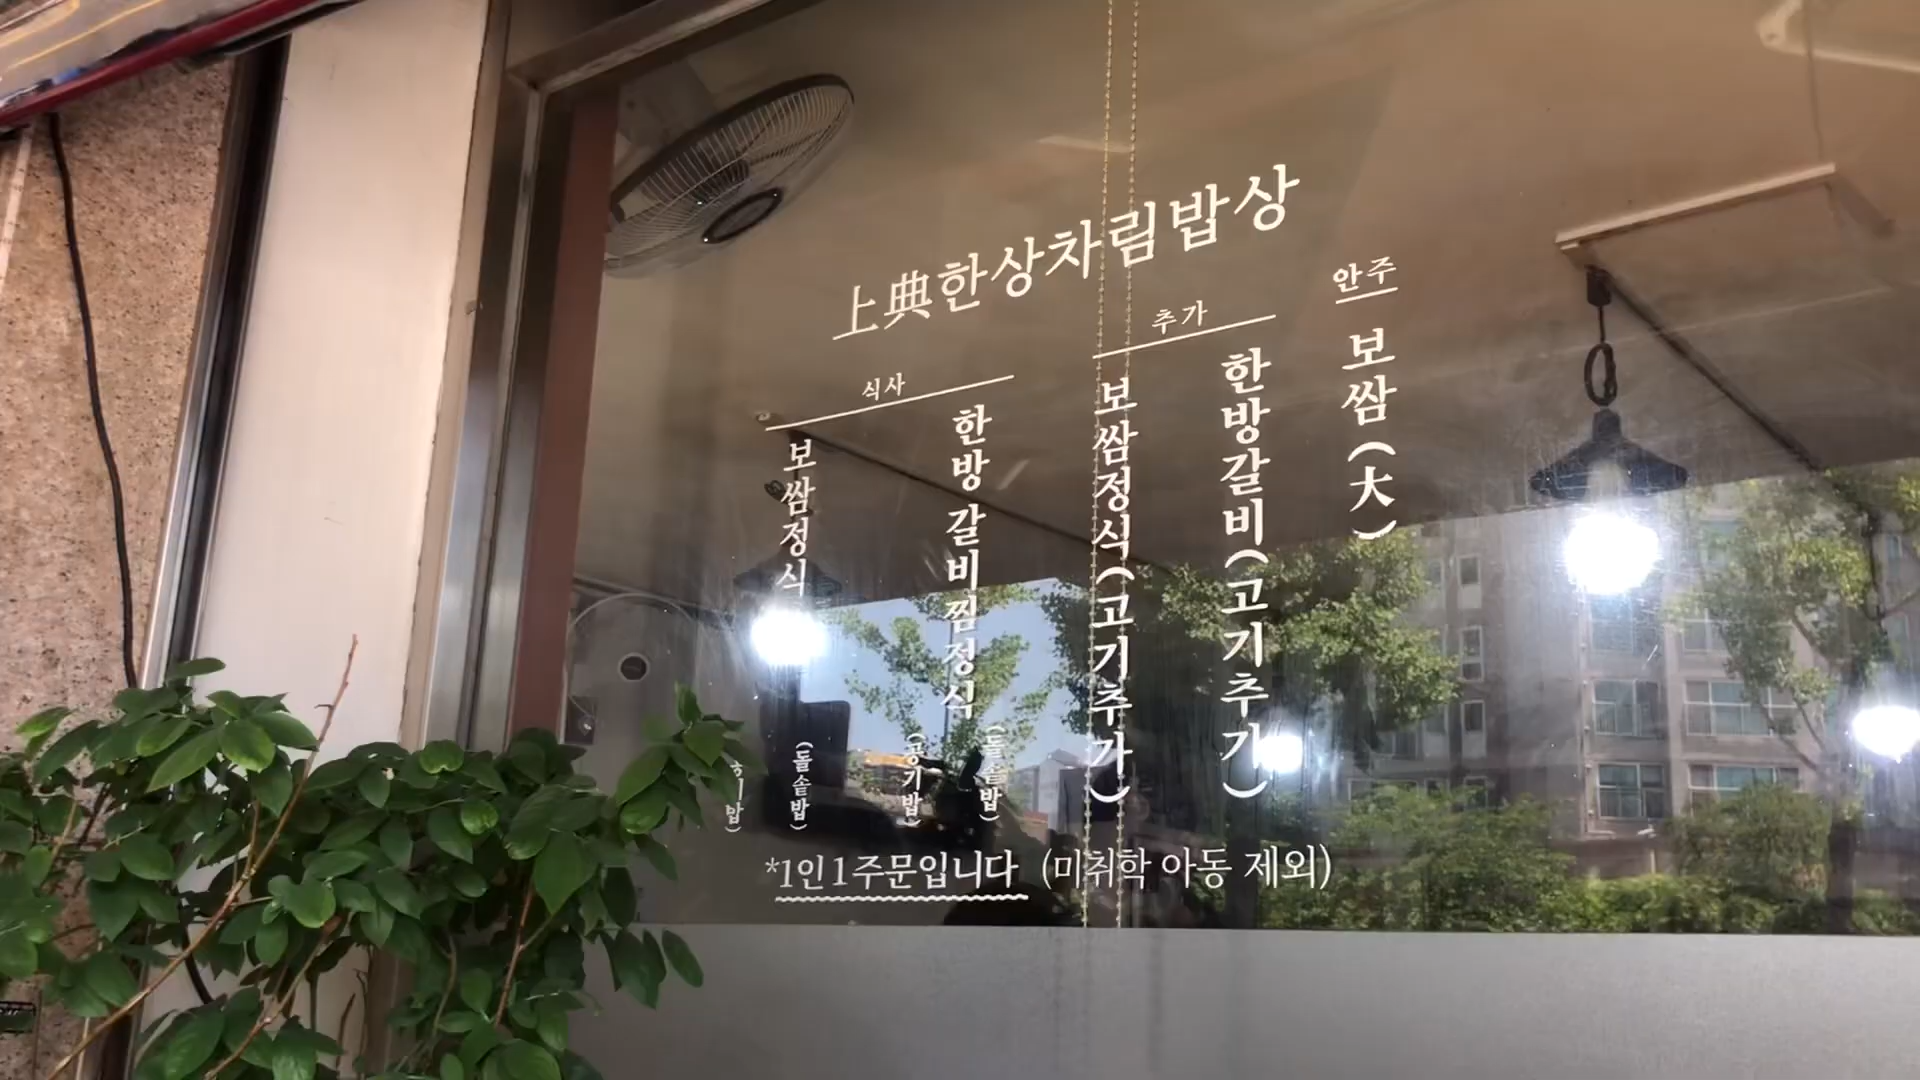 上典한상차림밥상
식사
보쌈정식
(돌솥밥)
한방갈비찜정식
(공기밥)
(돌솥밥)
추가
보쌈정식(고기추가)
한방갈비(고기추가)
안주
보쌈(大)
*1인1주문입니다 (미취학 아동 제외)